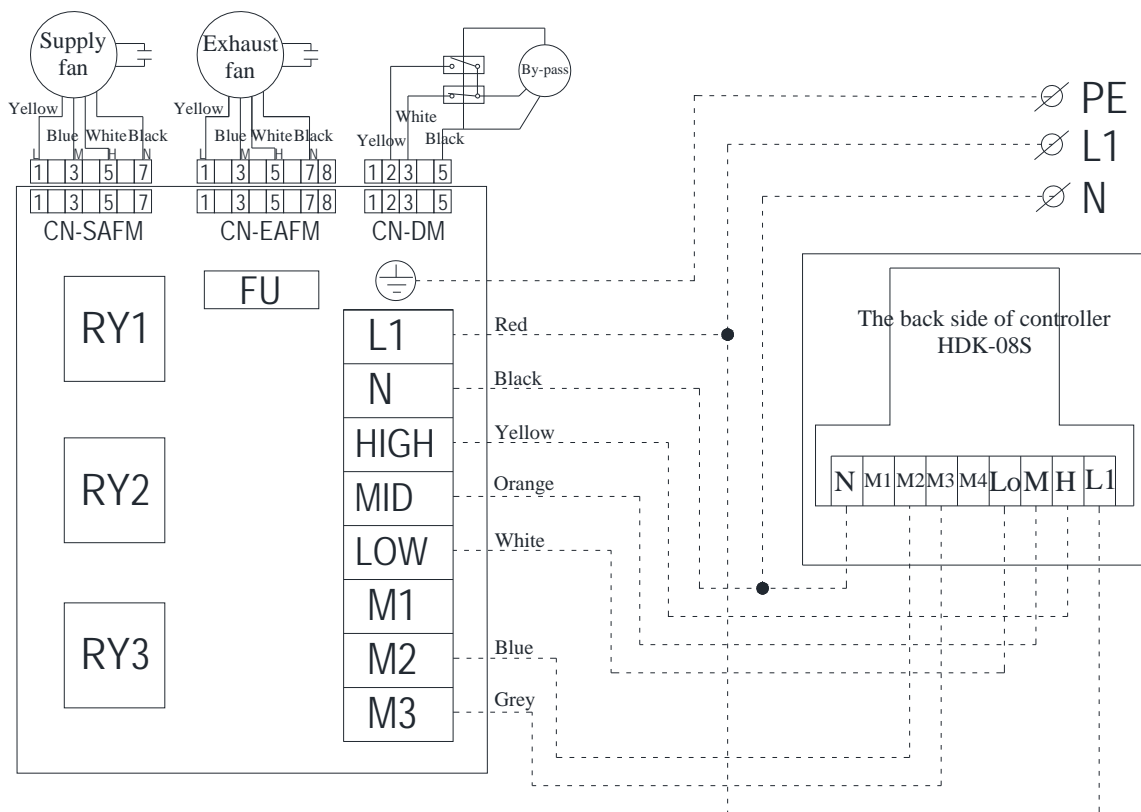 Supply
fan
Exhaust
fan
By-pass
Yellow
Blue
White
Black
Yellow
Blue
White
Black
Yellow
White
Black
L M H N
L M H N
1 3 5 7
1 3 5 7 8
1 2 3 5
1 3 5 7
1 3 5 7 8
1 2 3 5
CN-SAFM
CN-EAFM
CN-DM
PE
L1
N
FU
RY1
RY2
RY3
L1
N
HIGH
MID
LOW
M1
M2
M3
Red
Black
Yellow
Orange
White
Blue
Grey
The back side of controller
HDK-08S
N M1 M2 M3 M4 Lo M H L1